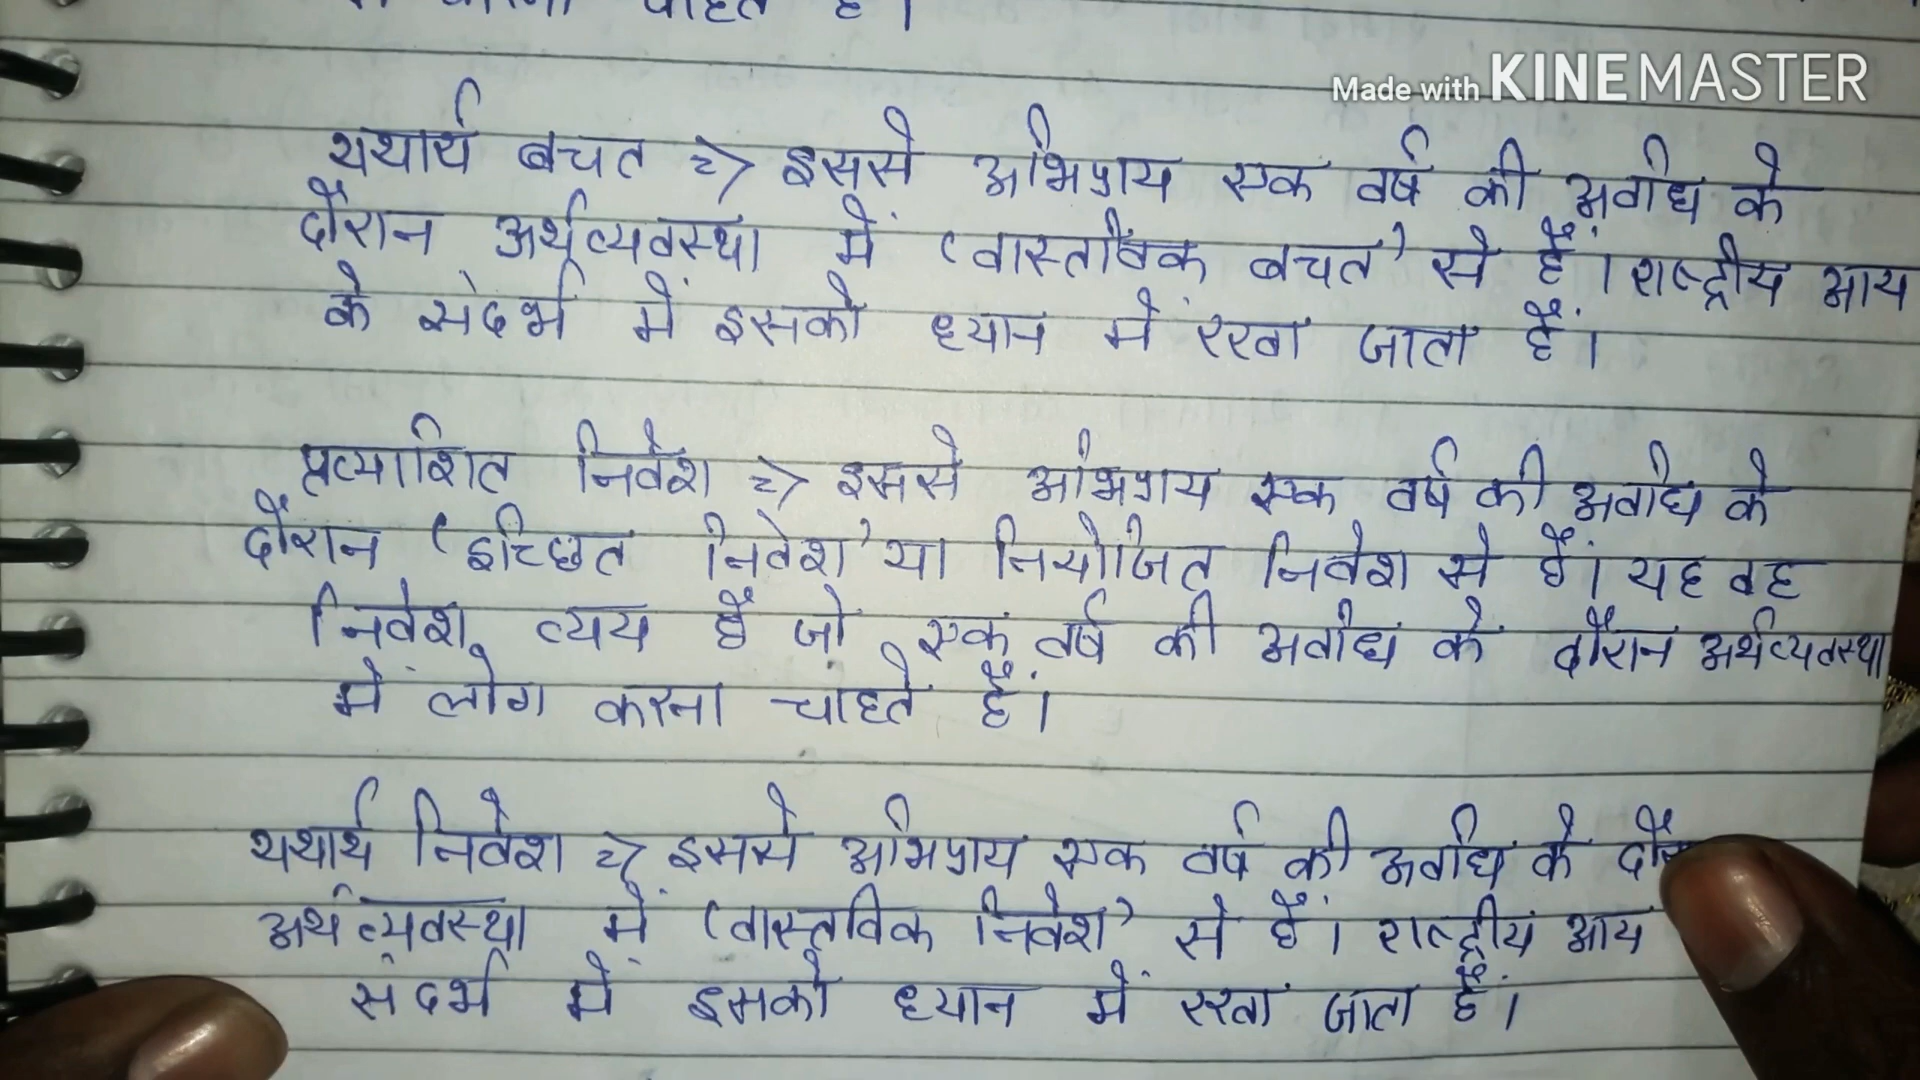 चाहते है।
Made with KINEMASTER
यथार्थ बचत => इससे अभिप्राय एक वर्ष की अवधि के
दौरान अर्थव्यवस्था में 'वास्तविक बचत' से हैं। राष्ट्रीय आय
के संदर्भ में इसको ध्यान में रखा जाता हैं।
प्रत्याशित निवेश => इससे अभिप्राय एक वर्ष की अवधि के
दौरान 'इच्छित निवेश' या नियोजित निवेश से हैं। यह वह
निवेश व्यय हैं जो एक वर्ष की अवधि के दौरान अर्थव्यवस्था
में लोग करना चाहते हैं।
यथार्थ निवेश => इससे अभिप्राय एक वर्ष की अवधि के
अर्थव्यवस्था में 'वास्तविक निवेश' से हैं। राष्ट्रीय आय
संदर्भ में इसको ध्यान में रखा जाता हैं।